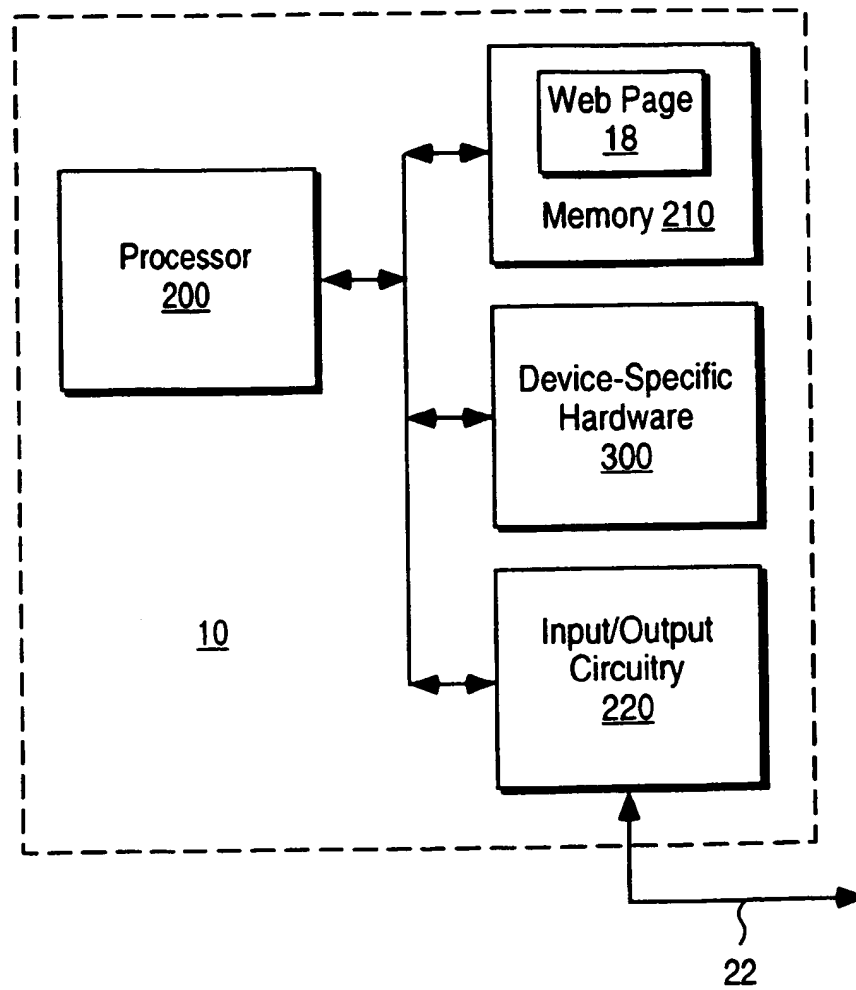 Web Page
18
Memory 210
Processor
200
Device-Specific
Hardware
300
10
Input/Output
Circuitry
220
22